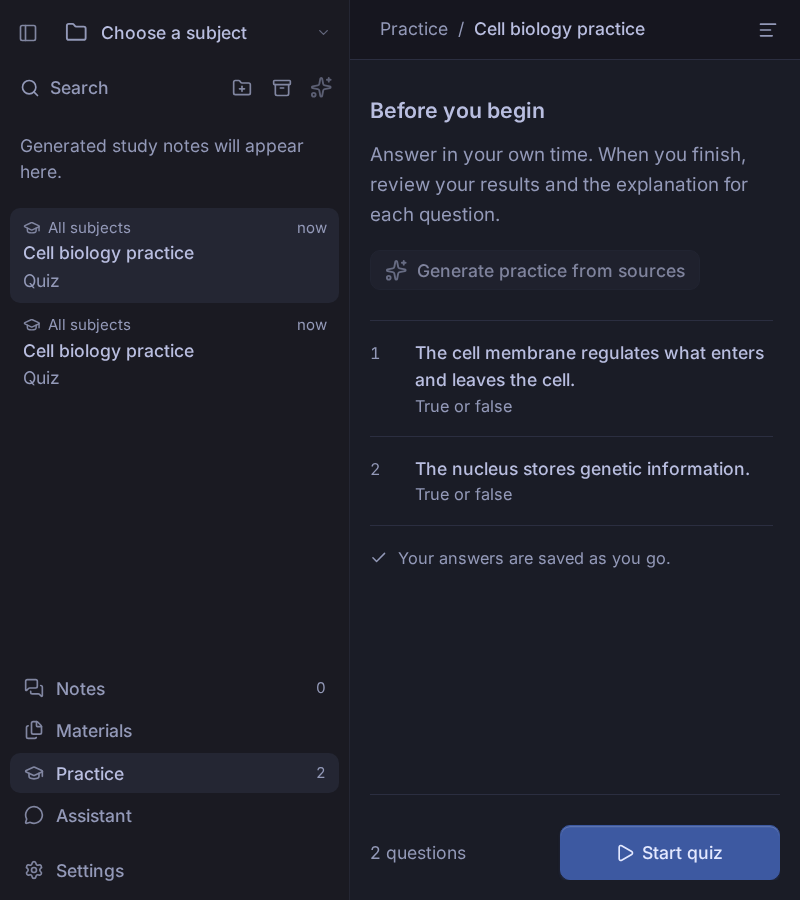 Choose a subject
Search
Generated study notes will appear
here.
All subjects now
Cell biology practice
Quiz
All subjects now
Cell biology practice
Quiz
Notes 0
Materials
Practice 2
Assistant
Settings
Practice / Cell biology practice
Before you begin
Answer in your own time. When you finish,
review your results and the explanation for
each question.
Generate practice from sources
1 The cell membrane regulates what enters
and leaves the cell.
True or false
2 The nucleus stores genetic information.
True or false
Your answers are saved as you go.
2 questions
Start quiz